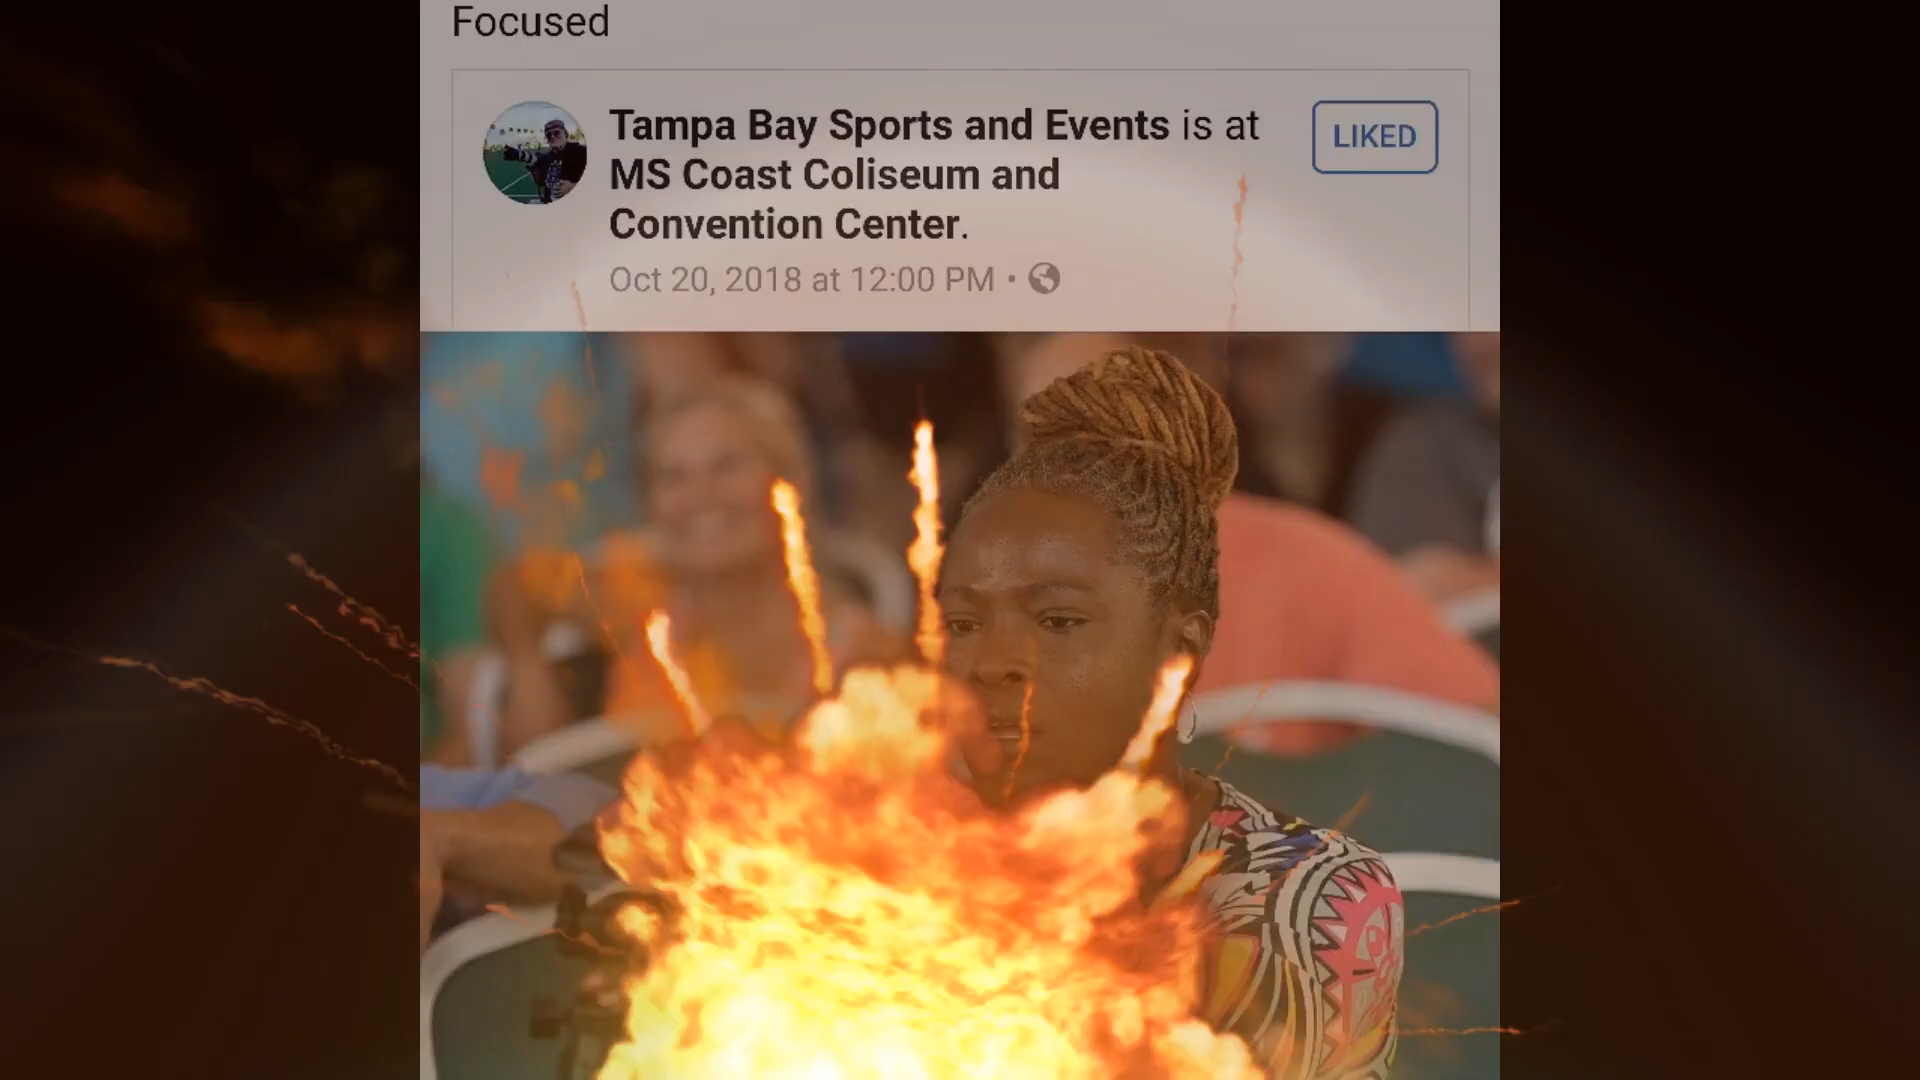 Focused
Tampa Bay Sports and Events is at
MS Coast Coliseum and
Convention Center.
LIKED
Oct 20, 2018 at 12:00 PM •